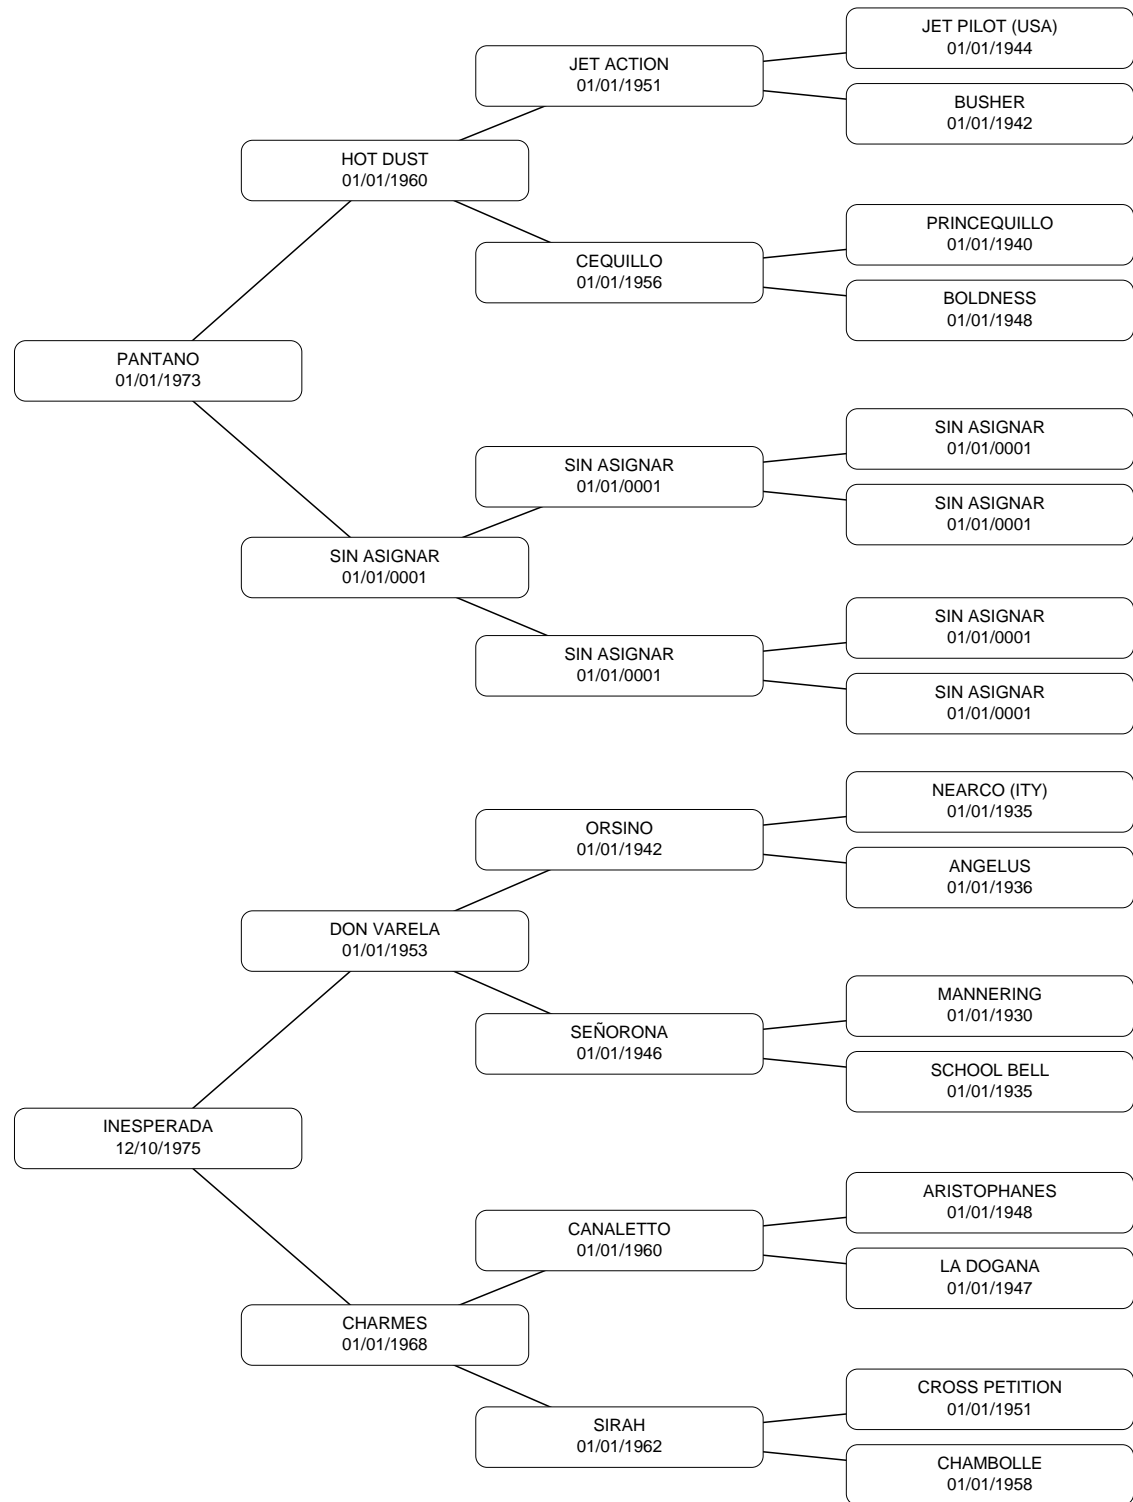 JET PILOT (USA)
01/01/1944
JET ACTION
01/01/1951
BUSHER
01/01/1942
HOT DUST
01/01/1960
PRINCEQUILLO
01/01/1940
CEQUILLO
01/01/1956
BOLDNESS
01/01/1948
PANTANO
01/01/1973
SIN ASIGNAR
01/01/0001
SIN ASIGNAR
01/01/0001
SIN ASIGNAR
01/01/0001
SIN ASIGNAR
01/01/0001
SIN ASIGNAR
01/01/0001
SIN ASIGNAR
01/01/0001
SIN ASIGNAR
01/01/0001
NEARCO (ITY)
01/01/1935
ORSINO
01/01/1942
ANGELUS
01/01/1936
DON VARELA
01/01/1953
MANNERING
01/01/1930
SEÑORONA
01/01/1946
SCHOOL BELL
01/01/1935
INESPERADA
12/10/1975
ARISTOPHANES
01/01/1948
CANALETTO
01/01/1960
LA DOGANA
01/01/1947
CHARMES
01/01/1968
CROSS PETITION
01/01/1951
SIRAH
01/01/1962
CHAMBOLLE
01/01/1958